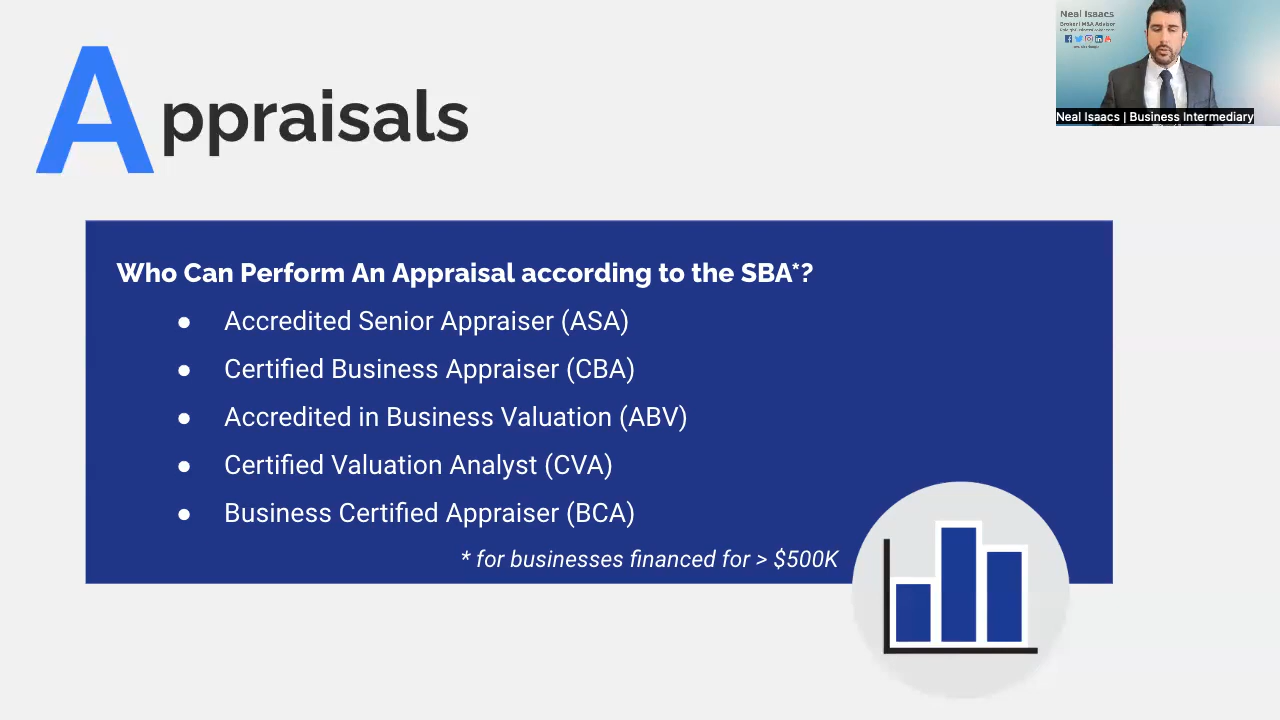 Appraisals
Neal Isaacs
Broker | M&A Advisor
Neal Isaacs | Business Intermediary
Who Can Perform An Appraisal according to the SBA*?
● Accredited Senior Appraiser (ASA)
● Certified Business Appraiser (CBA)
● Accredited in Business Valuation (ABV)
● Certified Valuation Analyst (CVA)
● Business Certified Appraiser (BCA)
* for businesses financed for > $500K